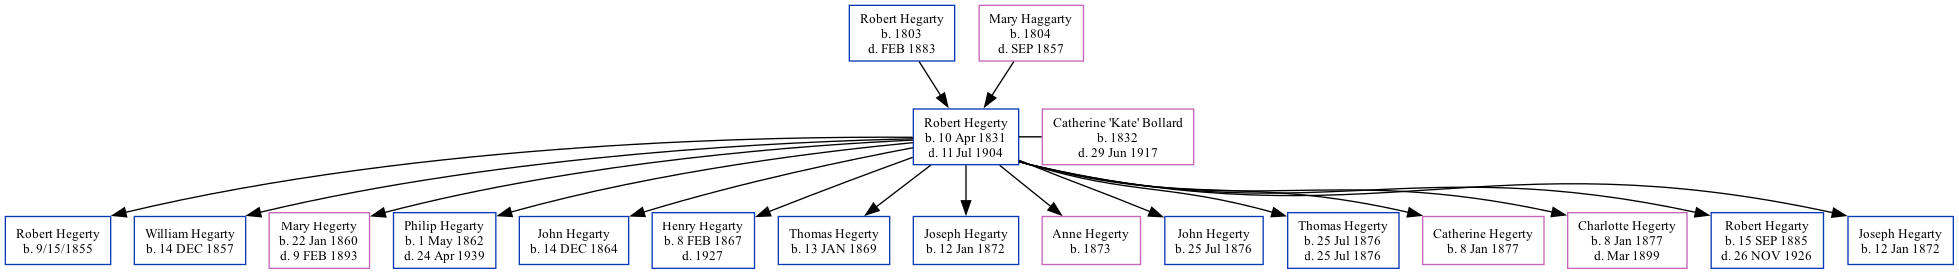 Robert Hegarty
b. 1803
d. FEB 1883
Mary Haggarty
b. 1804
d. SEP 1857
Robert Hegerty
b. 10 Apr 1831
d. 11 Jul 1904
Catherine 'Kate' Bollard
b. 1832
d. 29 Jun 1917
Robert Hegerty
b. 9/15/1855
William Hegarty
b. 14 DEC 1857
Mary Hegerty
b. 22 Jan 1860
d. 9 FEB 1893
Philip Hegarty
b. 1 May 1862
d. 24 Apr 1939
John Hegarty
b. 14 DEC 1864
Henry Hegarty
b. 8 FEB 1867
d. 1927
Thomas Hegarty
b. 13 JAN 1869
Joseph Hegarty
b. 12 Jan 1872
Anne Hegerty
b. 1873
John Hegerty
b. 25 Jul 1876
Thomas Hegerty
b. 25 Jul 1876
d. 25 Jul 1876
Catherine Hegerty
b. 8 Jan 1877
Charlotte Hegerty
b. 8 Jan 1877
d. Mar 1899
Robert Hegarty
b. 15 SEP 1885
d. 26 NOV 1926
Joseph Hegarty
b. 12 Jan 1872